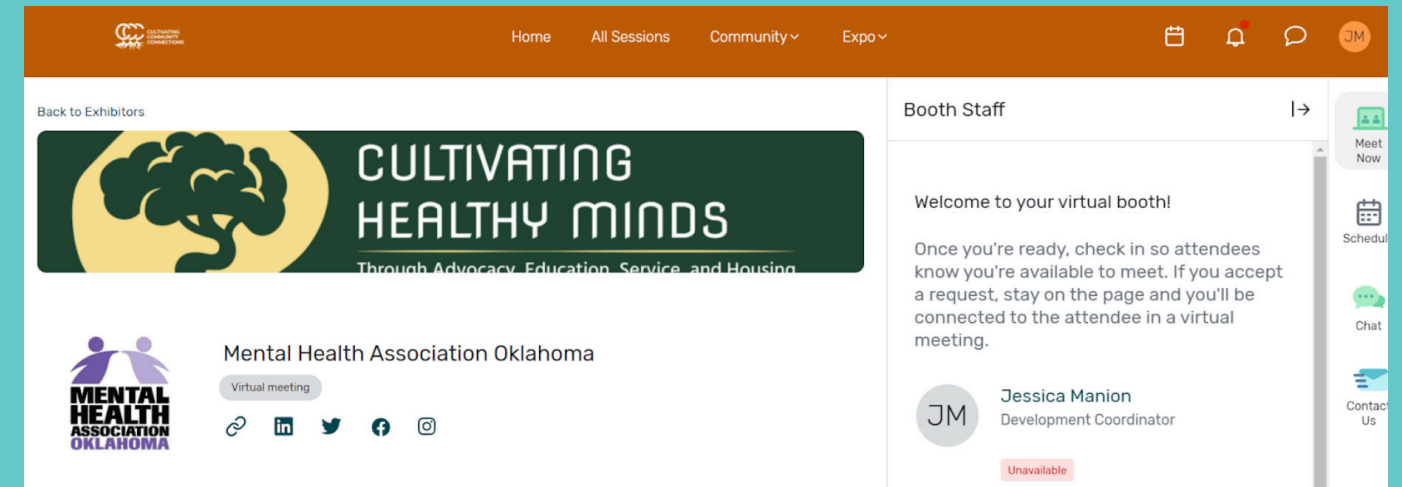 CULTIVATING
COMMUNITY
CONNECTIONS
Home All Sessions Community Expo
JM
Back to Exhibitors
CULTIVATING
HEALTHY MINDS
Through Advocacy, Education, Service, and Housing
MENTAL
HEALTH
ASSOCIATION
OKLAHOMA
Mental Health Association Oklahoma
Virtual meeting
Booth Staff
Welcome to your virtual booth!
Once you're ready, check in so attendees
know you're available to meet. If you accept
a request, stay on the page and you'll be
connected to the attendee in a virtual
meeting.
JM
Jessica Manion
Development Coordinator
Unavailable
Meet
Now
Schedul
Chat
Contact
Us